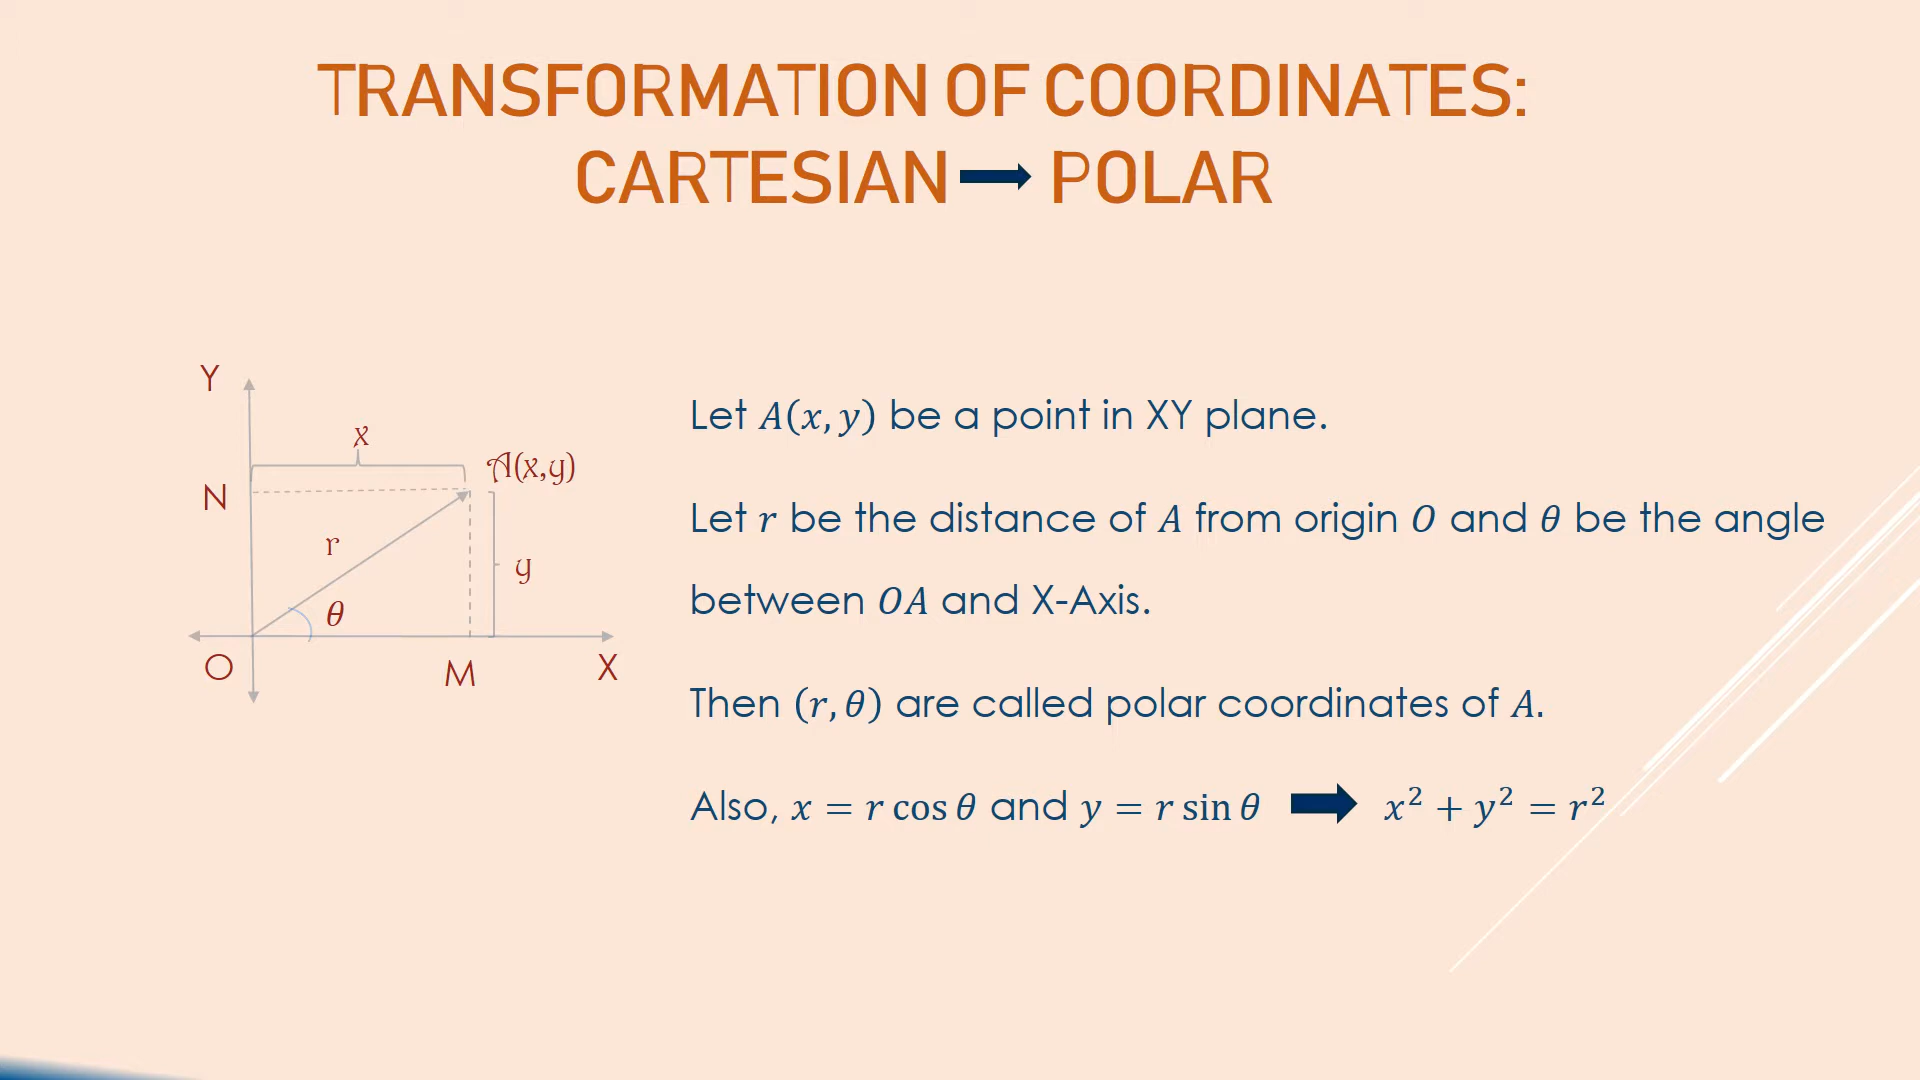 TRANSFORMATION OF COORDINATES:
CARTESIAN → POLAR
Y
x
A(x,y)
N
r
y
θ
O
M
X
Let A(x, y) be a point in XY plane.
Let r be the distance of A from origin O and θ be the angle
between OA and X-Axis.
Then (r, θ) are called polar coordinates of A.
Also, x = r cos θ and y = r sin θ ➡ x² + y² = r²